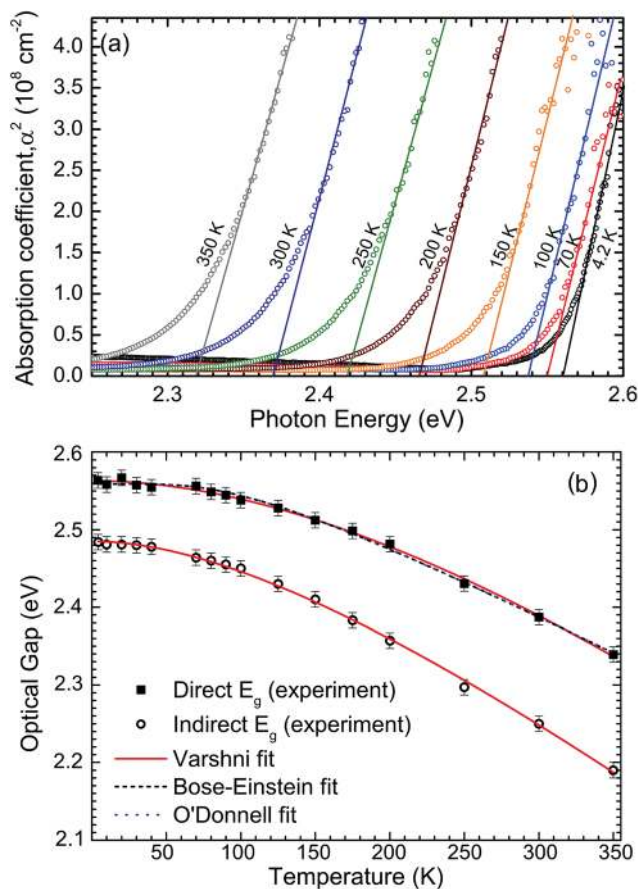 (a)
Absorption coefficient,α² (10⁸ cm⁻²)
4.0
3.5
3.0
2.5
2.0
1.5
1.0
0.5
0.0
350 K
300 K
250 K
200 K
150 K
100 K
70 K
4.2 K
2.3 2.4 2.5 2.6
Photon Energy (eV)
(b)
Optical Gap (eV)
2.6
2.5
2.4
2.3
2.2
2.1
Direct E_g (experiment)
Indirect E_g (experiment)
Varshni fit
Bose-Einstein fit
O'Donnell fit
50 100 150 200 250 300 350
Temperature (K)